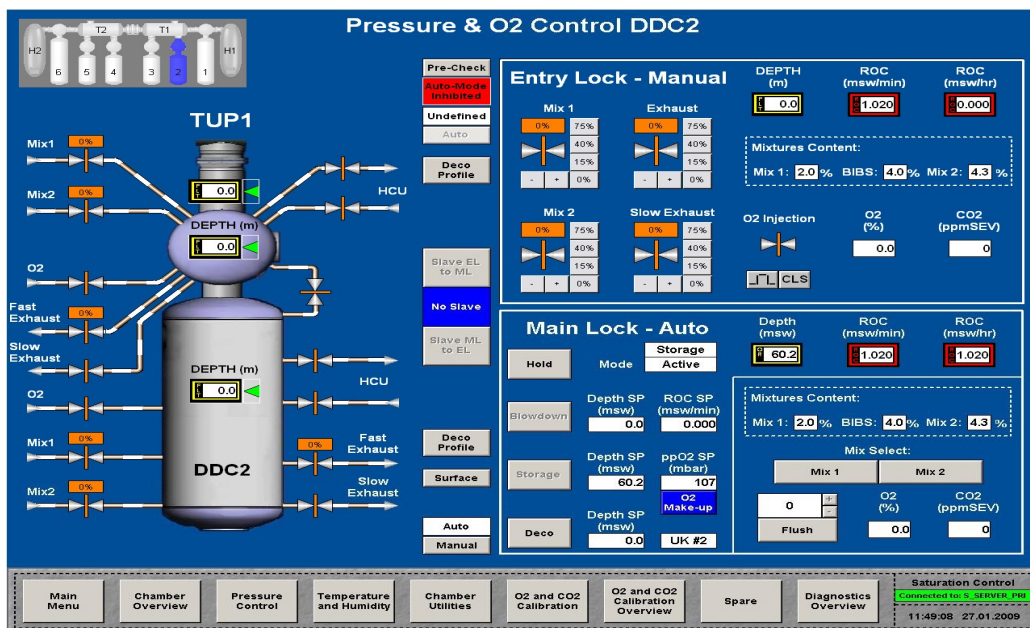 Pressure & O2 Control DDC2
H2
T2
T1
H1
6
5
4
3
2
1
TUP1
Mix1
0%
Mix2
0%
O2
Fast
Exhaust
0%
Slow
Exhaust
O2
Mix1
0%
Mix2
0%
HCU
0.0
DEPTH (m)
0.0
DEPTH (m)
0.0
DDC2
HCU
0%
Fast
Exhaust
Slow
Exhaust
Pre-Check
Auto-Mode
Inhibited
Undefined
Auto
Deco
Profile
Slave EL
to ML
No Slave
Slave ML
to EL
Deco
Profile
Surface
Auto
Manual
Entry Lock - Manual
Mix 1
0%
75%
40%
15%
- + 0%
Exhaust
0%
75%
40%
15%
- + 0%
Mix 2
0%
75%
40%
15%
- + 0%
Slow Exhaust
0%
75%
40%
15%
- + 0%
DEPTH
(m)
0.0
ROC
(msw/min)
1.020
ROC
(msw/hr)
0.000
Mixtures Content:
Mix 1: 2.0 % BIBS: 4.0 % Mix 2: 4.3 %
O2 Injection
CLS
O2
(%)
0.0
CO2
(ppmSEV)
0
Main Lock - Auto
Hold
Mode
Storage
Active
Blowdown
Depth SP
(msw)
0.0
ROC SP
(msw/min)
0.000
Storage
Depth SP
(msw)
60.2
ppO2 SP
(mbar)
107
O2
Make-up
Deco
Depth SP
(msw)
0.0
UK #2
Depth
(msw)
60.2
ROC
(msw/min)
1.020
ROC
(msw/hr)
1.020
Mixtures Content:
Mix 1: 2.0 % BIBS: 4.0 % Mix 2: 4.3 %
Mix Select:
Mix 1
Mix 2
0
+
-
Flush
O2
(%)
0.0
CO2
(ppmSEV)
0
Main
Menu
Chamber
Overview
Pressure
Control
Temperature
and Humidity
Chamber
Utilities
O2 and CO2
Calibration
O2 and CO2
Calibration
Overview
Spare
Diagnostics
Overview
Saturation Control
Connected to: S_SERVER_PRI
11:49:08 27.01.2009